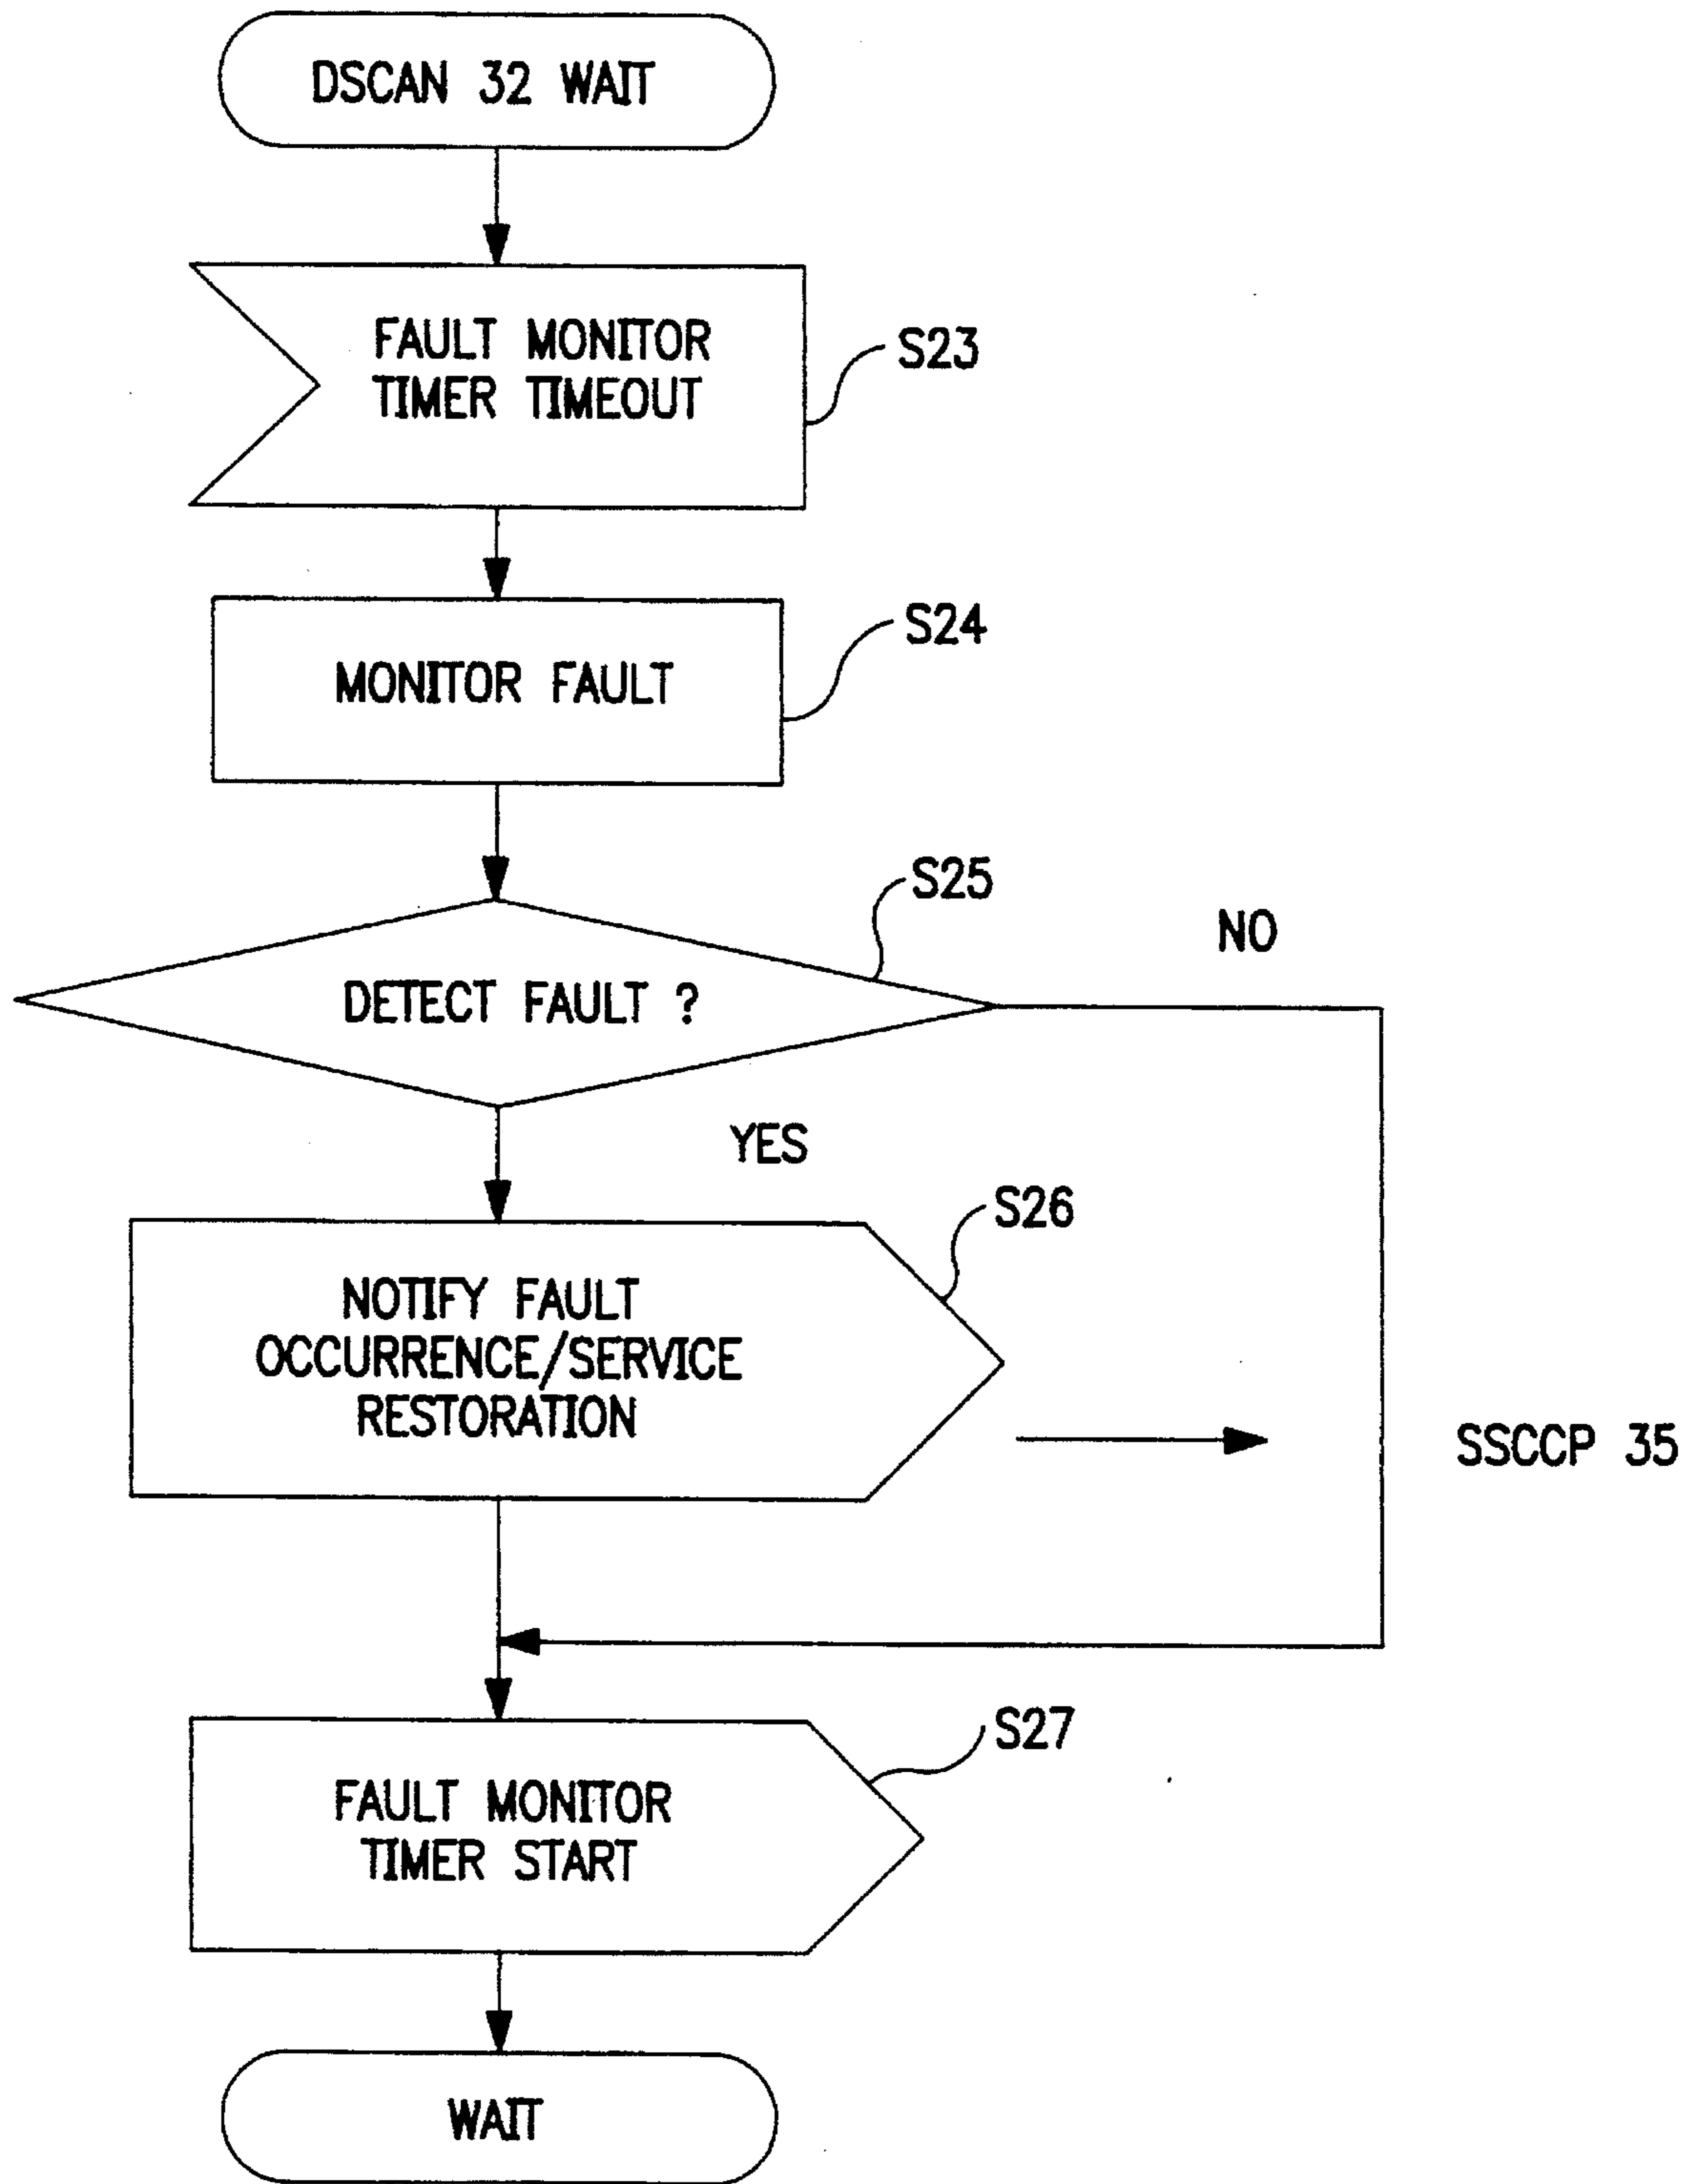 DSCAN 32 WAIT
FAULT MONITOR
TIMER TIMEOUT
S23
MONITOR FAULT
S24
DETECT FAULT ?
S25
NO
YES
NOTIFY FAULT
OCCURRENCE/SERVICE
RESTORATION
S26
SSCCP 35
FAULT MONITOR
TIMER START
S27
WAIT